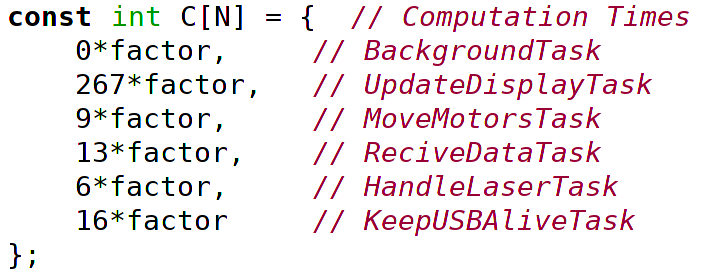 const int C[N] = {  // Computation Times
    0*factor,     // BackgroundTask
    267*factor,   // UpdateDisplayTask
    9*factor,     // MoveMotorsTask
    13*factor,    // ReciveDataTask
    6*factor,     // HandleLaserTask
    16*factor     // KeepUSBAliveTask
};